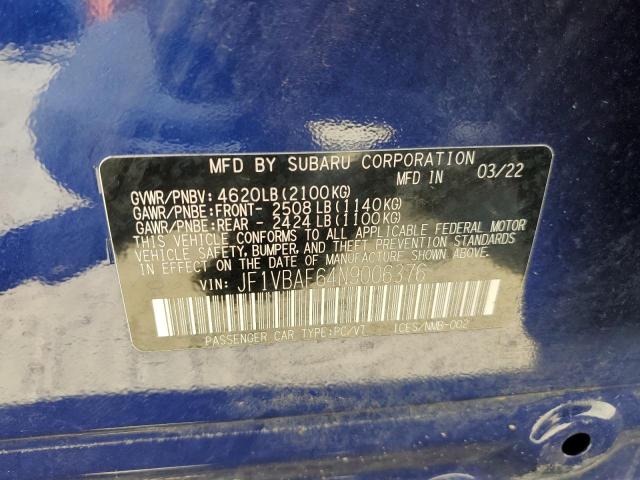 MFD BY SUBARU CORPORATION
MFD IN 03/22
GVWR/PNBV: 4620LB(2100KG)
GAWR/PNBE:FRONT- 2508LB(1140KG)
GAWR/PNBE:REAR - 2424LB(1100KG)
THIS VEHICLE CONFORMS TO ALL APPLICABLE FEDERAL MOTOR
VEHICLE SAFETY, BUMPER, AND THEFT PREVENTION STANDARDS
IN EFFECT ON THE DATE OF MANUFACTURE SHOWN ABOVE.
VIN: JF1VBAF64N9006376
PASSENGER CAR TYPE:PC/VT ICES/NMB-002